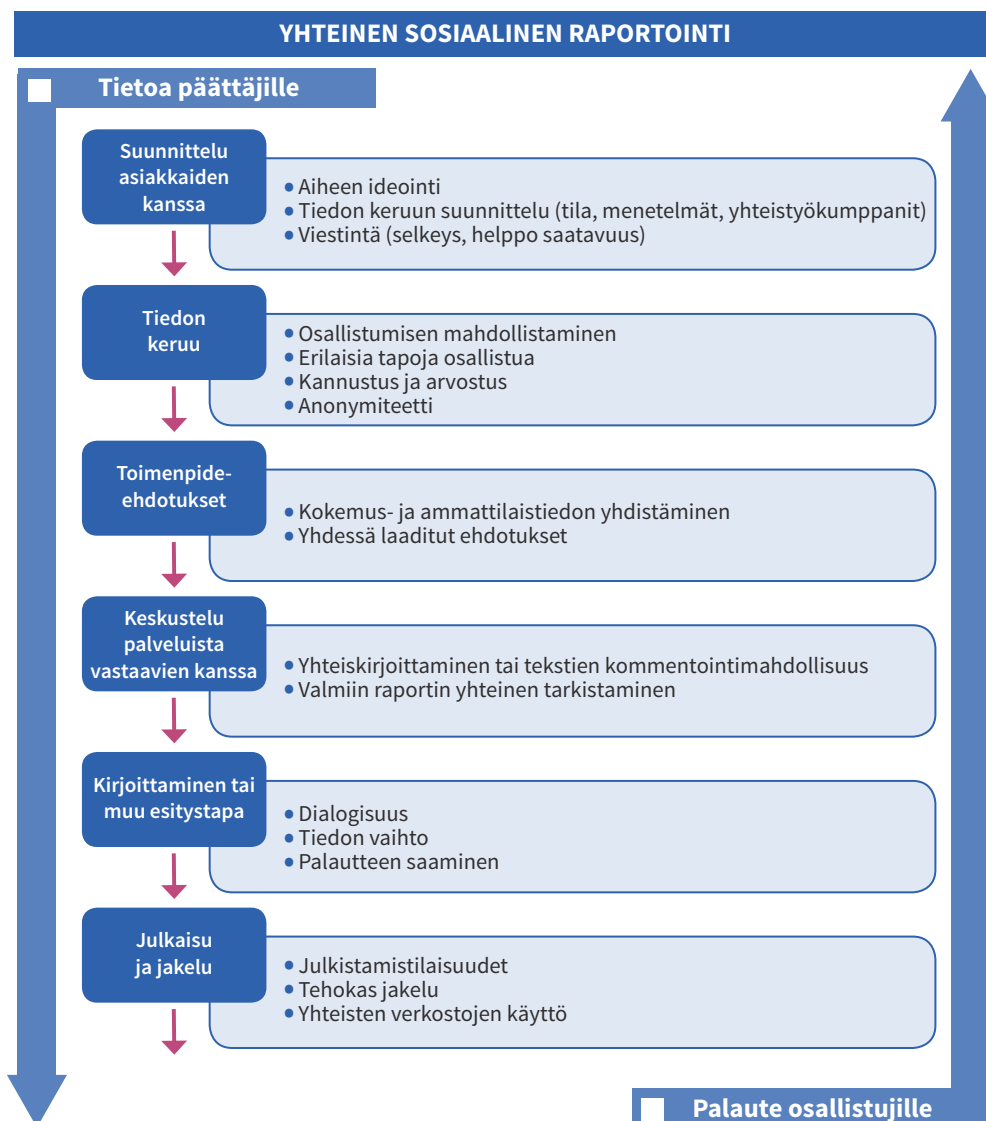 YHTEINEN SOSIAALINEN RAPORTOINTI
Tietoa päättäjille
Suunnittelu
asiakkaiden
kanssa
• Aiheen ideointi
• Tiedon keruun suunnittelu (tila, menetelmät, yhteistyökumppanit)
• Viestintä (selkeys, helppo saatavuus)
Tiedon
keruu
• Osallistumisen mahdollistaminen
• Erilaisia tapoja osallistua
• Kannustus ja arvostus
• Anonymiteetti
Toimenpide-
ehdotukset
• Kokemus- ja ammattilaistiedon yhdistäminen
• Yhdessä laaditut ehdotukset
Keskustelu
palveluista
vastaavien kanssa
• Yhteiskirjoittaminen tai tekstien kommentointimahdollisuus
• Valmiin raportin yhteinen tarkistaminen
Kirjoittaminen tai
muu esitystapa
• Dialogisuus
• Tiedon vaihto
• Palautteen saaminen
Julkaisu
ja jakelu
• Julkistamistilaisuudet
• Tehokas jakelu
• Yhteisten verkostojen käyttö
Palaute osallistujille